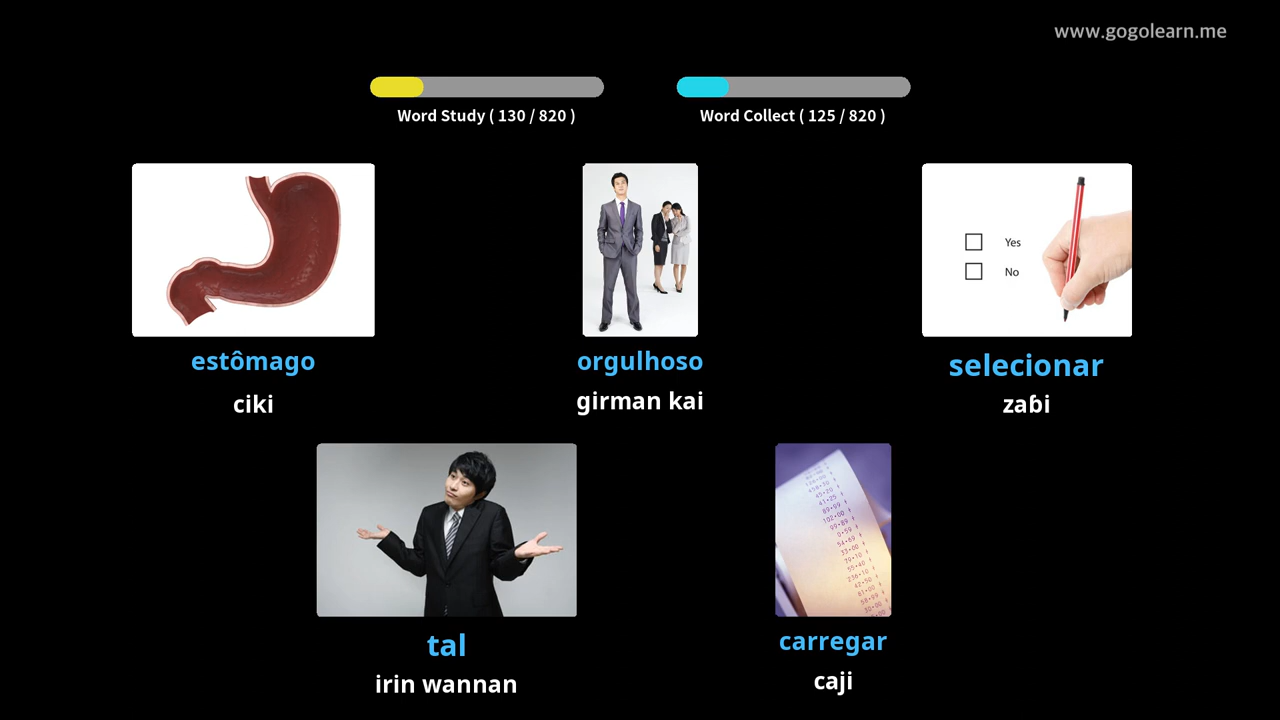 www.gogolearn.me
Word Study ( 130 / 820 )
Word Collect ( 125 / 820 )
Yes
No
estômago
orgulhoso
selecionar
ciki
girman kai
zaɓi
tal
carregar
irin wannan
caji